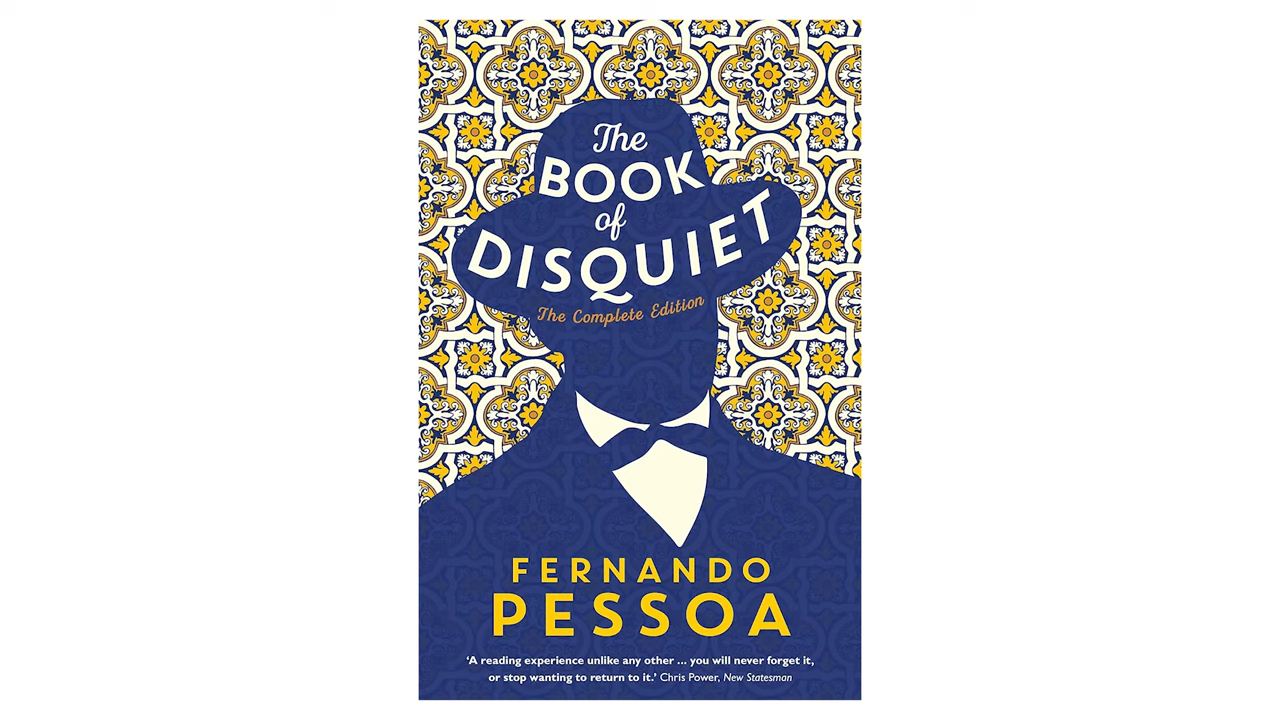 The
BOOK
of
DISQUIET
The Complete Edition
FERNANDO
PESSOA
‘A reading experience unlike any other ... you will never forget it,
or stop wanting to return to it.’ Chris Power, New Statesman